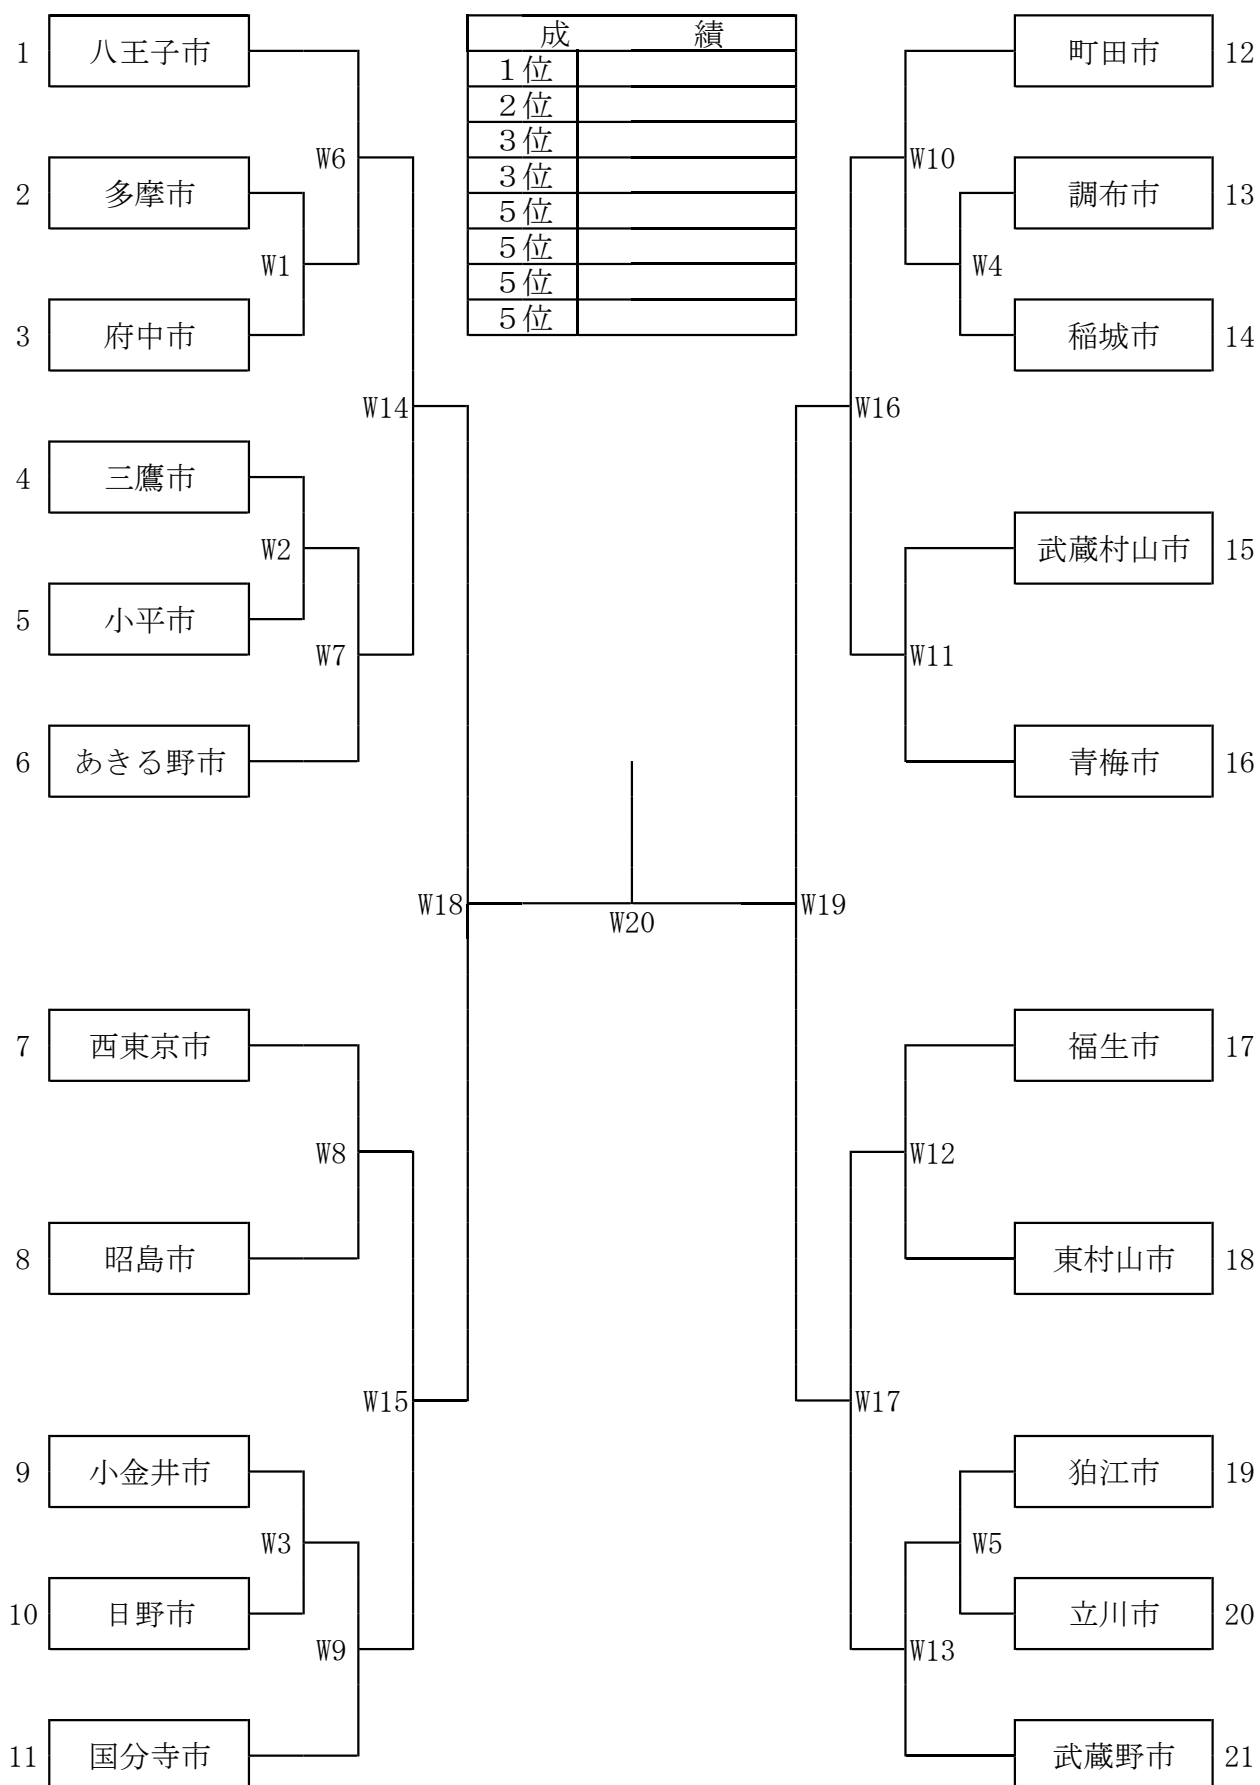 成 績
１位
２位
３位
３位
５位
５位
５位
５位
1 八王子市
W6
2 多摩市
W1
3 府中市
W14
4 三鷹市
W2
5 小平市
W7
6 あきる野市
W18
7 西東京市
W8
8 昭島市
W15
9 小金井市
W3
10 日野市
W9
11 国分寺市
W20
町田市 12
W10
調布市 13
W4
稲城市 14
W16
武蔵村山市 15
W11
青梅市 16
W19
福生市 17
W12
東村山市 18
W17
狛江市 19
W5
立川市 20
W13
武蔵野市 21